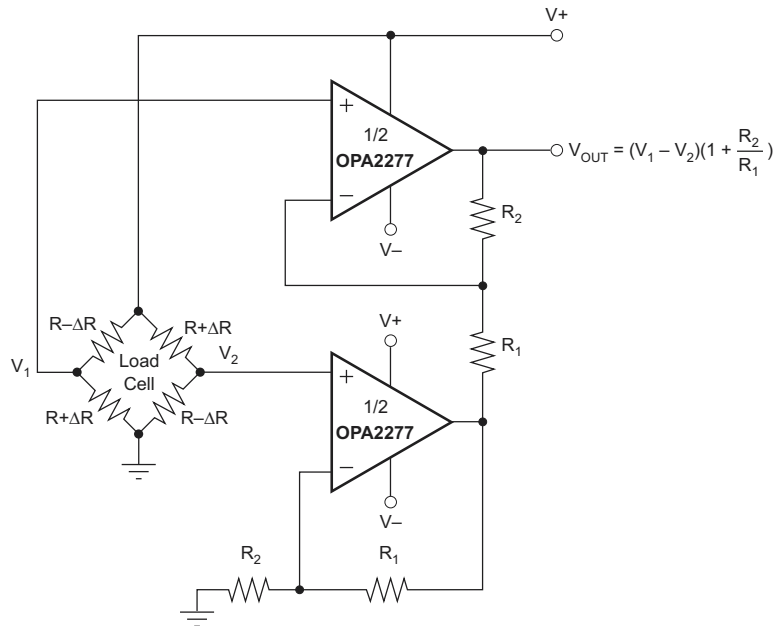 V+
+
1/2
OPA2277
−
V−
V_OUT = (V_1 – V_2)(1 + R_2/R_1)
R_2
R–ΔR
R+ΔR
V_1
Load
Cell
V_2
R+ΔR
R–ΔR
V+
+
1/2
OPA2277
−
V−
R_1
R_2
R_1